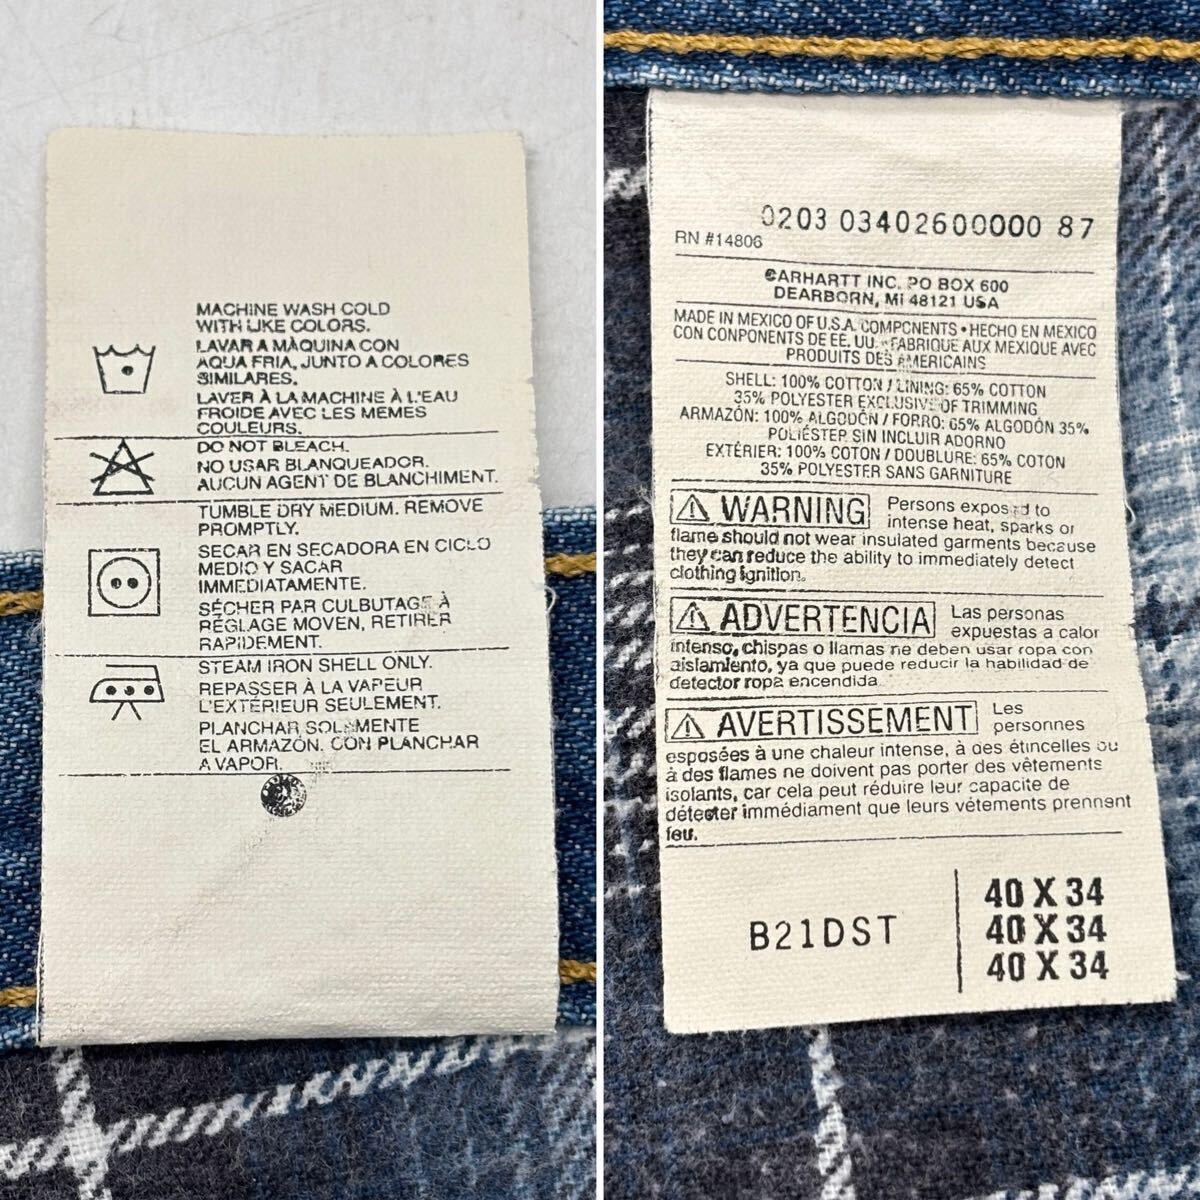 MACHINE WASH COLD
WITH LIKE COLORS.
LAVAR A MÀQUINA CON
AQUA FRIA, JUNTO A COLORES
SIMILARES.
LAVER À LA MACHINE À L'EAU
FROIDE AVEC LES MÊMES
COULEURS.
DO NOT BLEACH.
NO USAR BLANQUEADOR.
AUCUN AGENT DE BLANCHIMENT.
TUMBLE DRY MEDIUM. REMOVE
PROMPTLY.
SECAR EN SECADORA EN CICLO
MEDIO Y SACAR
IMMEDIATAMENTE.
SÉCHER PAR CULBUTAGE À
RÉGLAGE MOVEN, RETIRER
RAPIDEMENT.
STEAM IRON SHELL ONLY.
REPASSER À LA VAPEUR
L'EXTÉRIEUR SEULEMENT.
PLANCHAR SOLAMENTE
EL ARMAZÓN. CON PLANCHAR
A VAPOR.
0203 03402600000 87
RN #14806
CARHARTT INC. PO BOX 600
DEARBORN, MI 48121 USA
MADE IN MEXICO OF U.S.A. COMPONENTS • HECHO EN MEXICO
CON CONPONENTS DE EE. UU. • FABRIQUE AUX MEXIQUE AVEC
PRODUITS DES AMERICAINS
SHELL: 100% COTTON / LINING: 65% COTTON
35% POLYESTER EXCLUSIVE OF TRIMMING
ARMAZÓN: 100% ALGODÓN / FORRO: 65% ALGODÓN 35%
POLIÉSTER SIN INCLUIR ADORNO
EXTÉRIER: 100% COTON / DOUBLURE: 65% COTON
35% POLYESTER SANS GARNITURE
⚠ WARNING Persons exposed to
intense heat, sparks or
flame should not wear insulated garments because
they can reduce the ability to immediately detect
clothing ignition.
⚠ ADVERTENCIA Las personas
expuestas a calor
intenso, chispas o llamas ne deben usar ropa con
aislamiento, ya que puede reducir la habilidad de
detector ropa encendida
⚠ AVERTISSEMENT Les
personnes
esposées à une chaleur intense, à des étincelles ou
à des flames ne doivent pas porter des vêtements
isolants, car cela peut réduire leur capacite de
détecter immédiament que leurs vétements prennent
feu.
B21DST
40 X 34
40 X 34
40 X 34